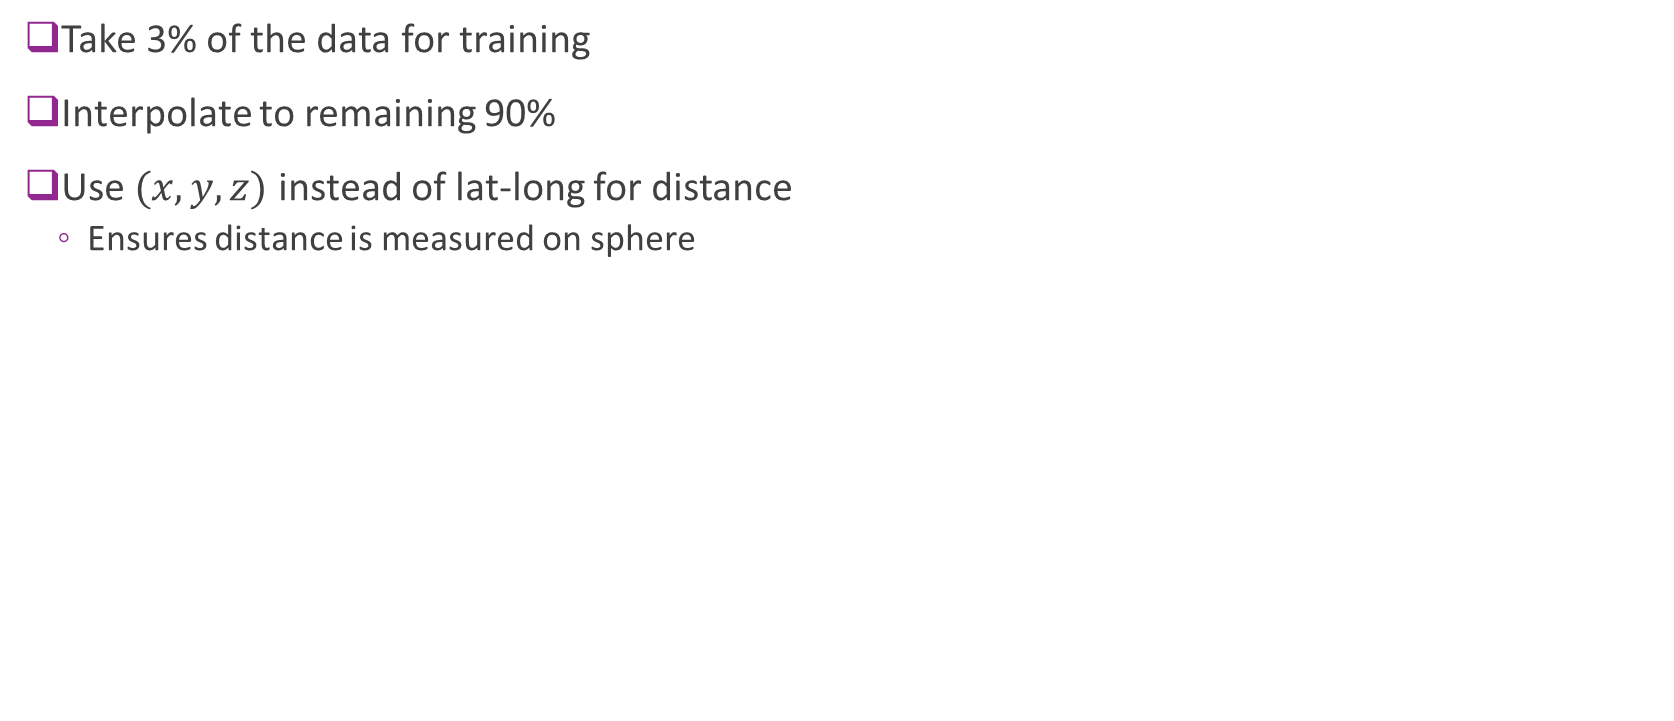 Take 3% of the data for training
Interpolate to remaining 90%
Use (x, y, z) instead of lat-long for distance
Ensures distance is measured on sphere